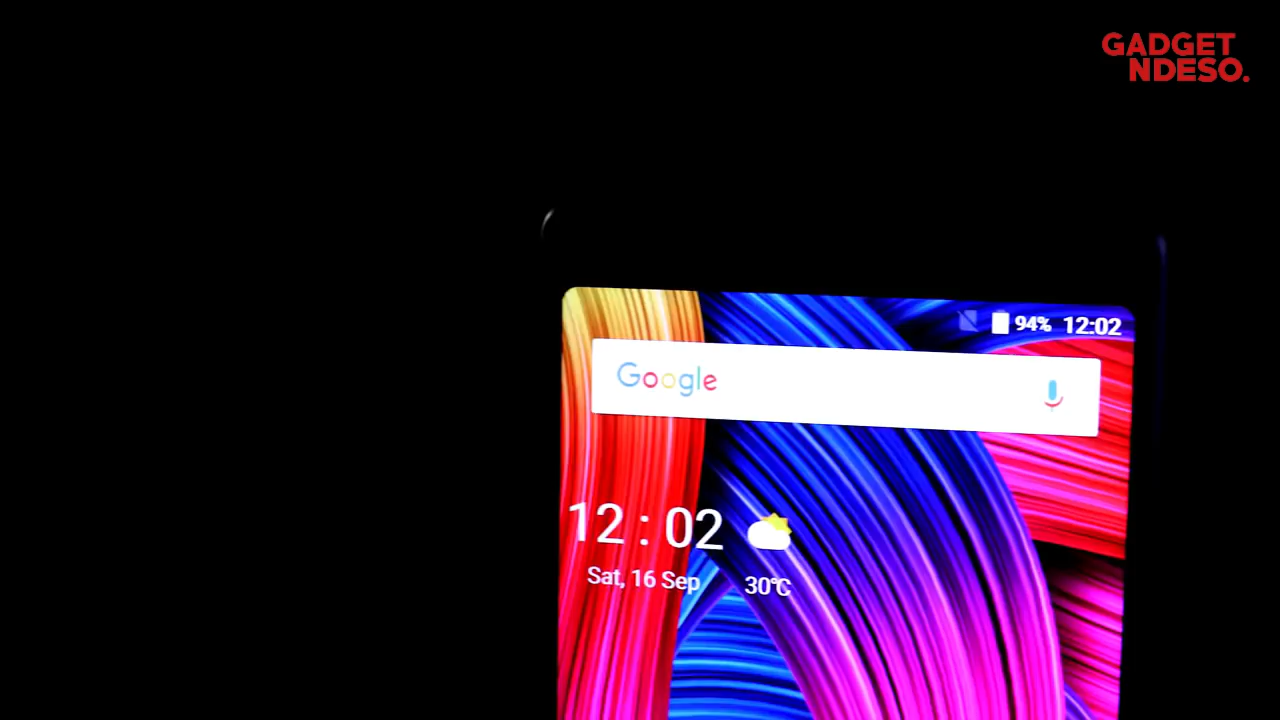 GADGET
NDESO.
94% 12:02
Google
12 : 02
Sat, 16 Sep
30°C